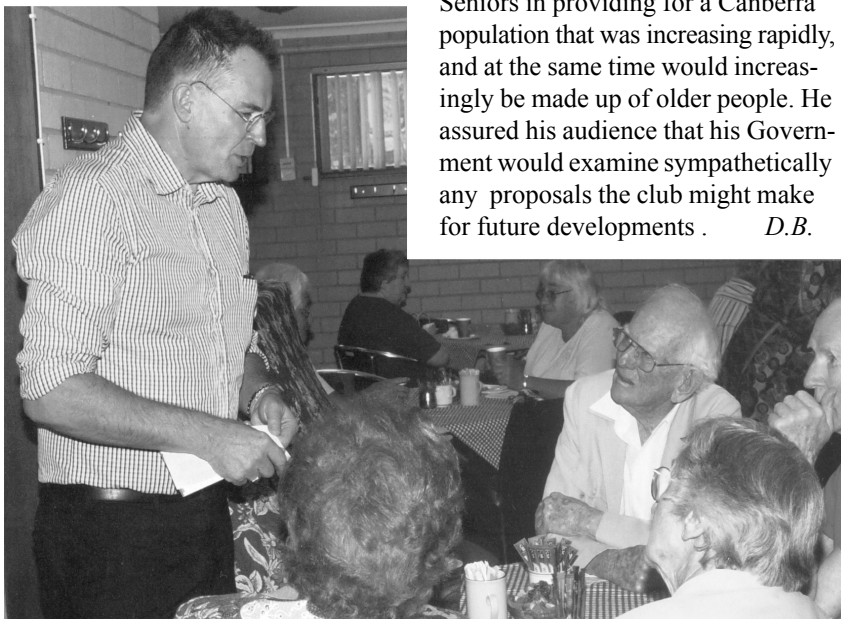 Seniors in providing for a Canberra
population that was increasing rapidly,
and at the same time would increas-
ingly be made up of older people. He
assured his audience that his Govern-
ment would examine sympathetically
any proposals the club might make
for future developments . D.B.